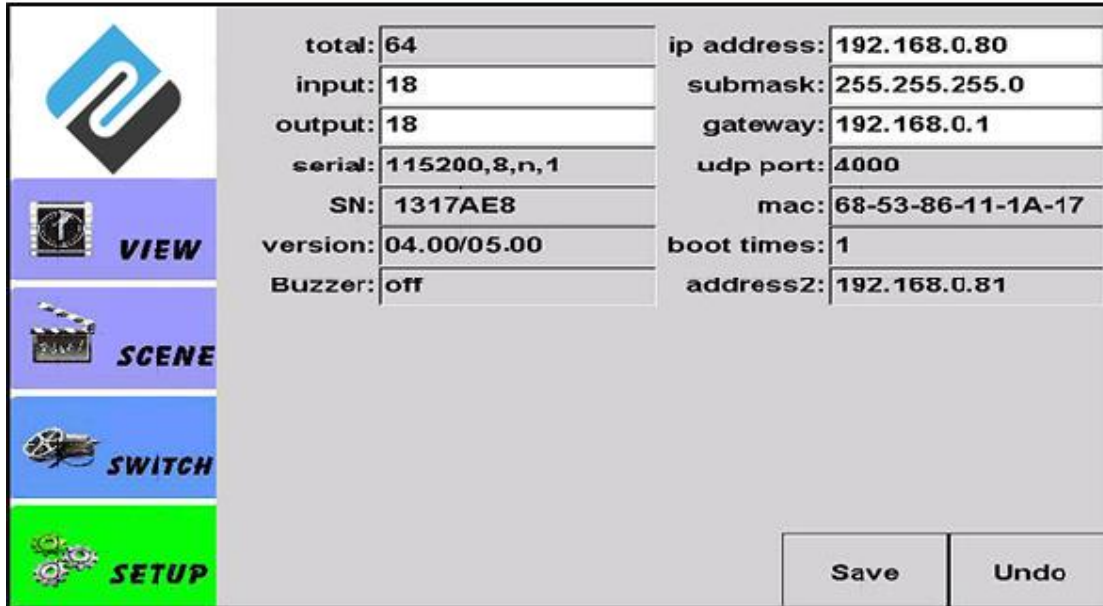 total: 64
input: 18
output: 18
serial: 115200,8,n,1
SN: 1317AE8
version: 04.00/05.00
Buzzer: off
ip address: 192.168.0.80
submask: 255.255.255.0
gateway: 192.168.0.1
udp port: 4000
mac: 68-53-86-11-1A-17
boot times: 1
address2: 192.168.0.81
VIEW
SCENE
SWITCH
SETUP
Save
Undo